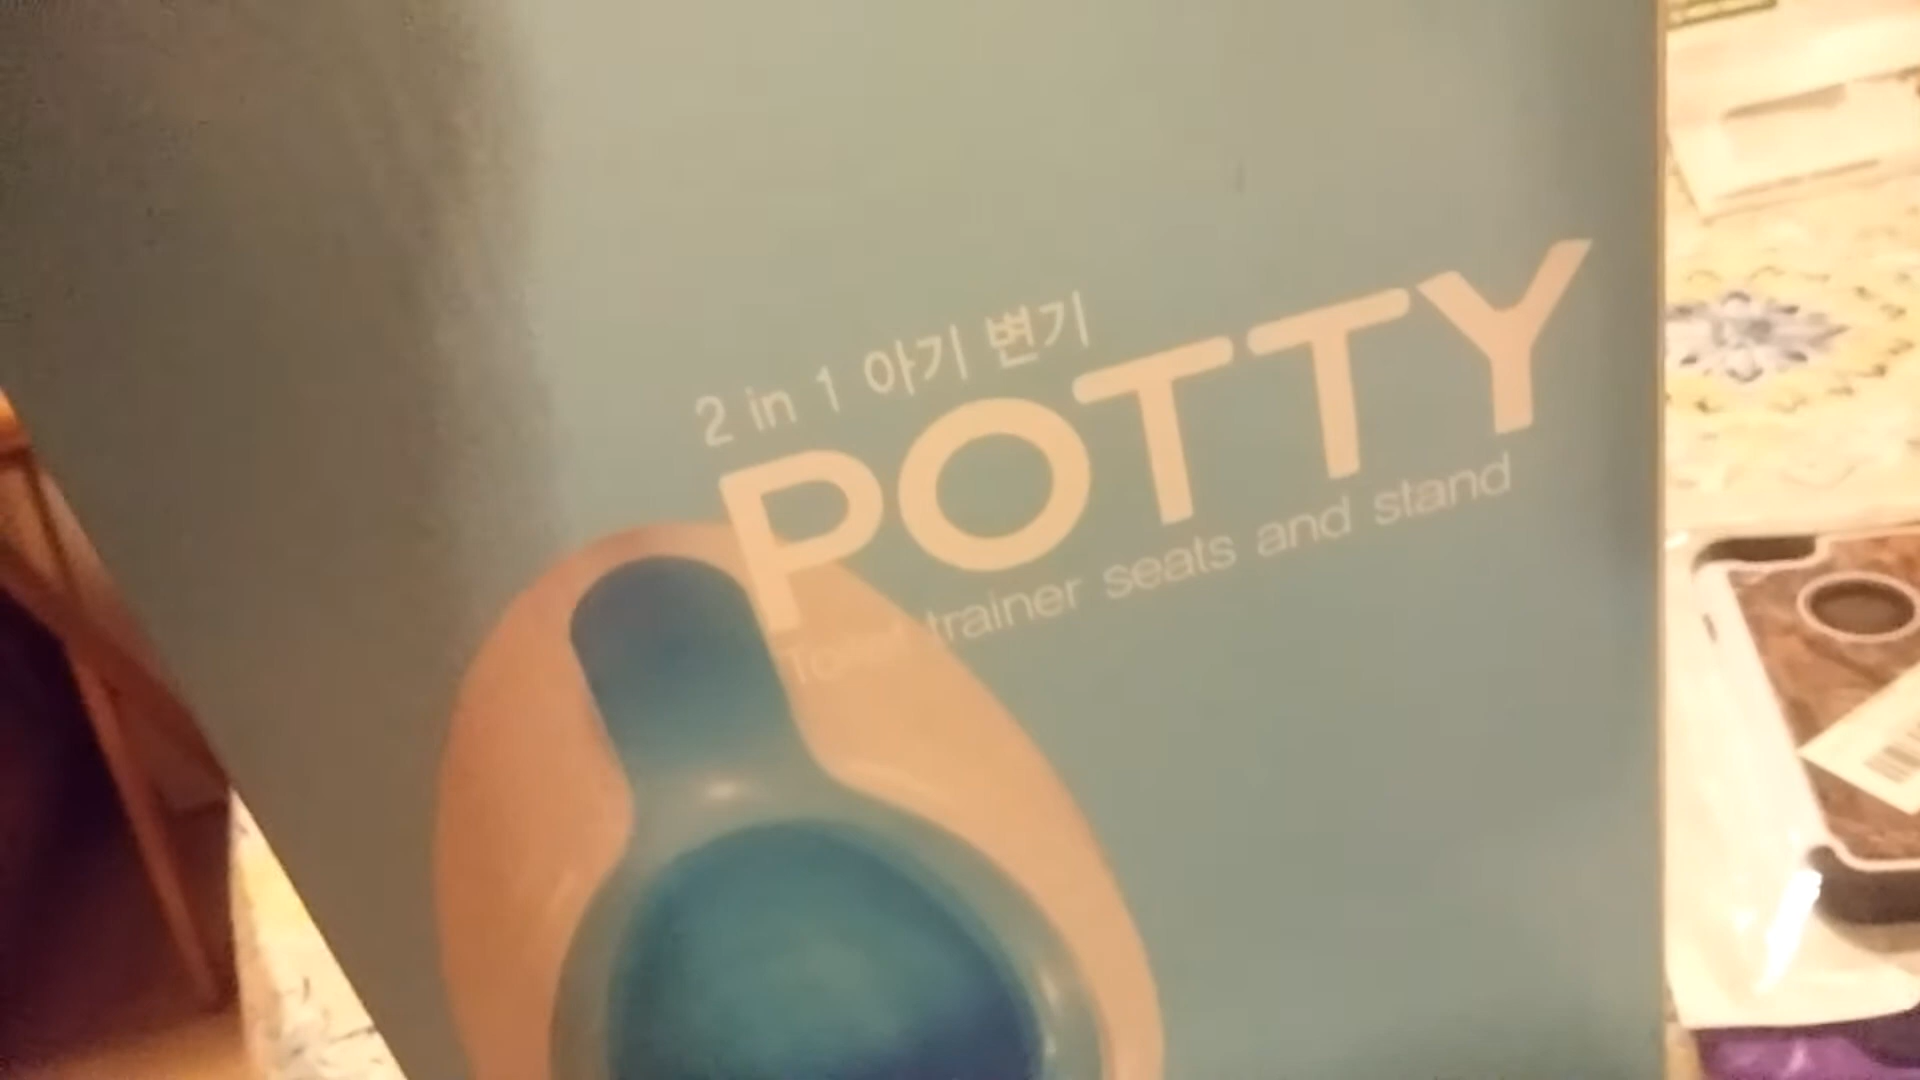 2 in 1 아기 변기
POTTY
trainer seats and stand